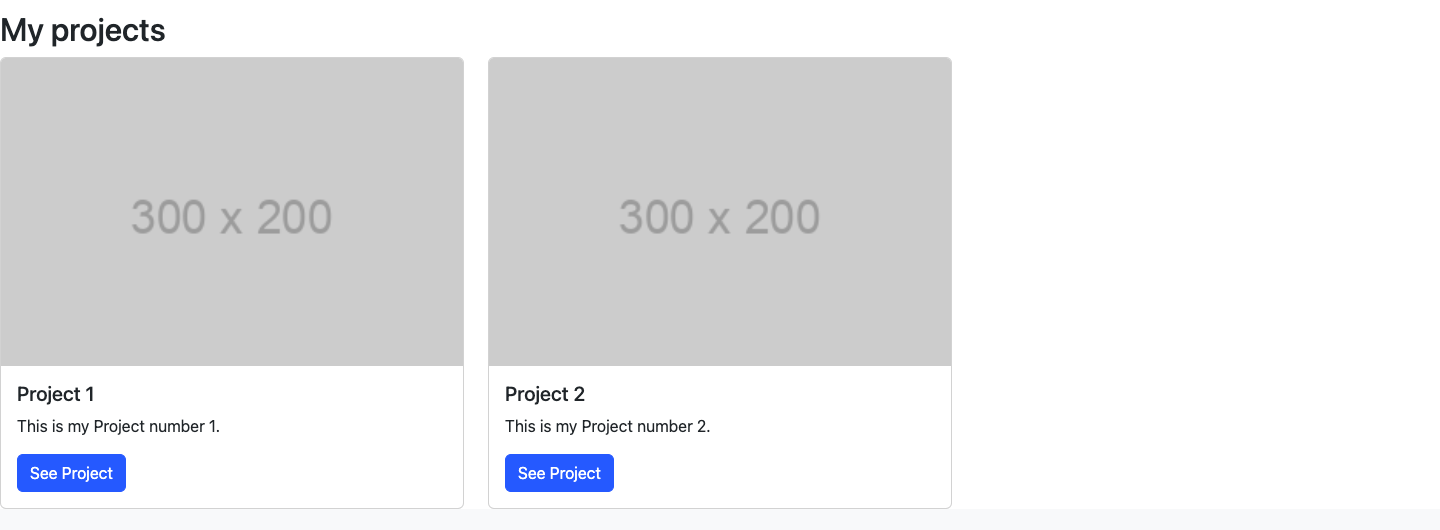 My projects
300 x 200
300 x 200
Project 1
This is my Project number 1.
See Project
Project 2
This is my Project number 2.
See Project